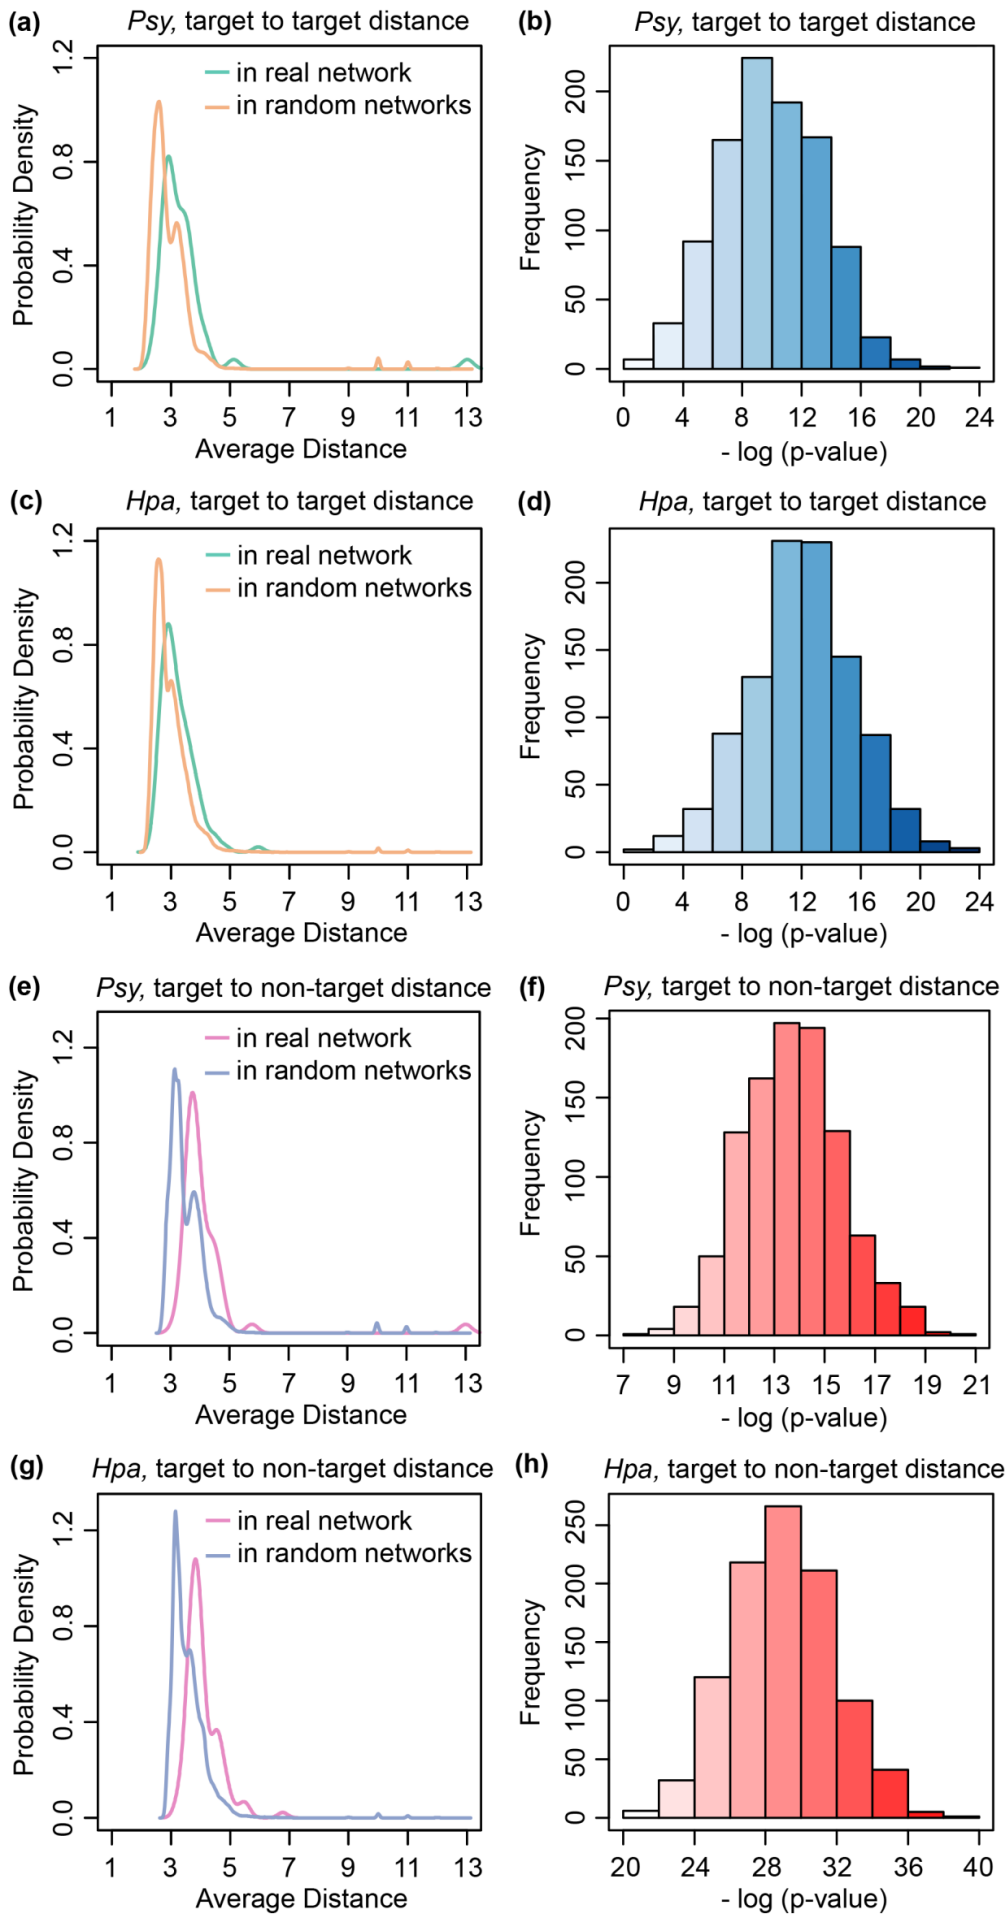 (a) Psy, target to target distance
in real network
in random networks
Probability Density
0.0 0.4 0.8 1.2
1 3 5 7 9 11 13
Average Distance
(b) Psy, target to target distance
Frequency
0 50 100 150 200
0 4 8 12 16 20 24
- log (p-value)
(c) Hpa, target to target distance
in real network
in random networks
Probability Density
0.0 0.4 0.8 1.2
1 3 5 7 9 11 13
Average Distance
(d) Hpa, target to target distance
Frequency
0 50 100 150 200
0 4 8 12 16 20 24
- log (p-value)
(e) Psy, target to non-target distance
in real network
in random networks
Probability Density
0.0 0.4 0.8 1.2
1 3 5 7 9 11 13
Average Distance
(f) Psy, target to non-target distance
Frequency
0 50 100 150 200
7 9 11 13 15 17 19 21
- log (p-value)
(g) Hpa, target to non-target distance
in real network
in random networks
Probability Density
0.0 0.4 0.8 1.2
1 3 5 7 9 11 13
Average Distance
(h) Hpa, target to non-target distance
Frequency
0 50 100 150 200 250
20 24 28 32 36 40
- log (p-value)